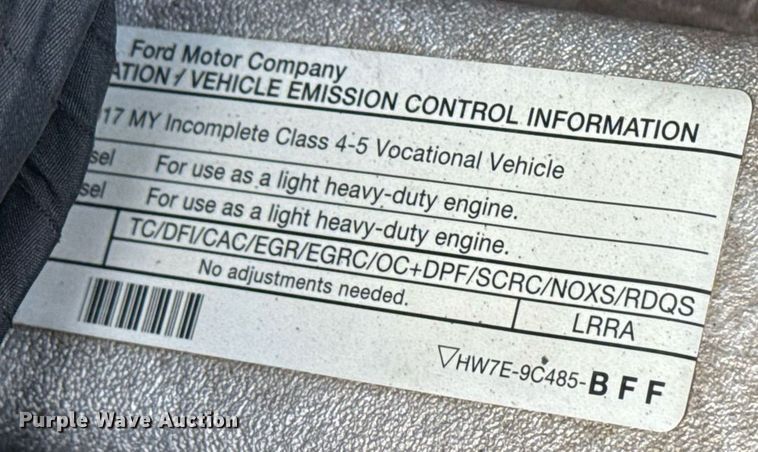 Ford Motor Company
ATION / VEHICLE EMISSION CONTROL INFORMATION
17 MY Incomplete Class 4-5 Vocational Vehicle
sel For use as a light heavy-duty engine.
sel For use as a light heavy-duty engine.
TC/DFI/CAC/EGR/EGRC/OC+DPF/SCRC/NOXS/RDQS
No adjustments needed.
LRRA
▽HW7E-9C485-BFF
Purple Wave Auction